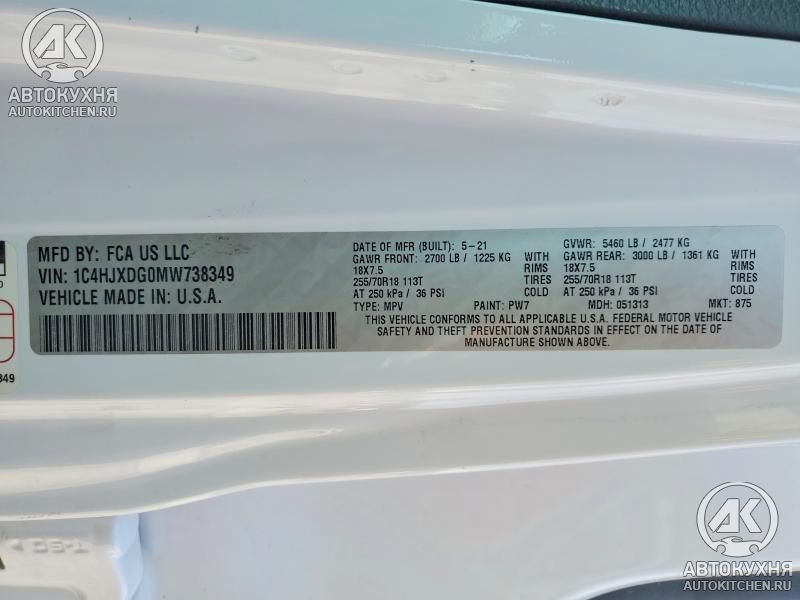 AK
АВТОКУХНЯ
AUTOKITCHEN.RU
MFD BY: FCA US LLC
VIN: 1C4HJXDG0MW738349
VEHICLE MADE IN: U.S.A.
DATE OF MFR (BUILT): 5-21
GAWR FRONT: 2700 LB / 1225 KG WITH
18X7.5 RIMS
255/70R18 113T TIRES
AT 250 kPa / 36 PSI COLD
GVWR: 5460 LB / 2477 KG
GAWR REAR: 3000 LB / 1361 KG WITH
18X7.5 RIMS
255/70R18 113T TIRES
AT 250 kPa / 36 PSI COLD
TYPE: MPV PAINT: PW7 MDH: 051313 MKT: 875
THIS VEHICLE CONFORMS TO ALL APPLICABLE U.S.A. FEDERAL MOTOR VEHICLE
SAFETY AND THEFT PREVENTION STANDARDS IN EFFECT ON THE DATE OF
MANUFACTURE SHOWN ABOVE.
349
AK
АВТОКУХНЯ
AUTOKITCHEN.RU